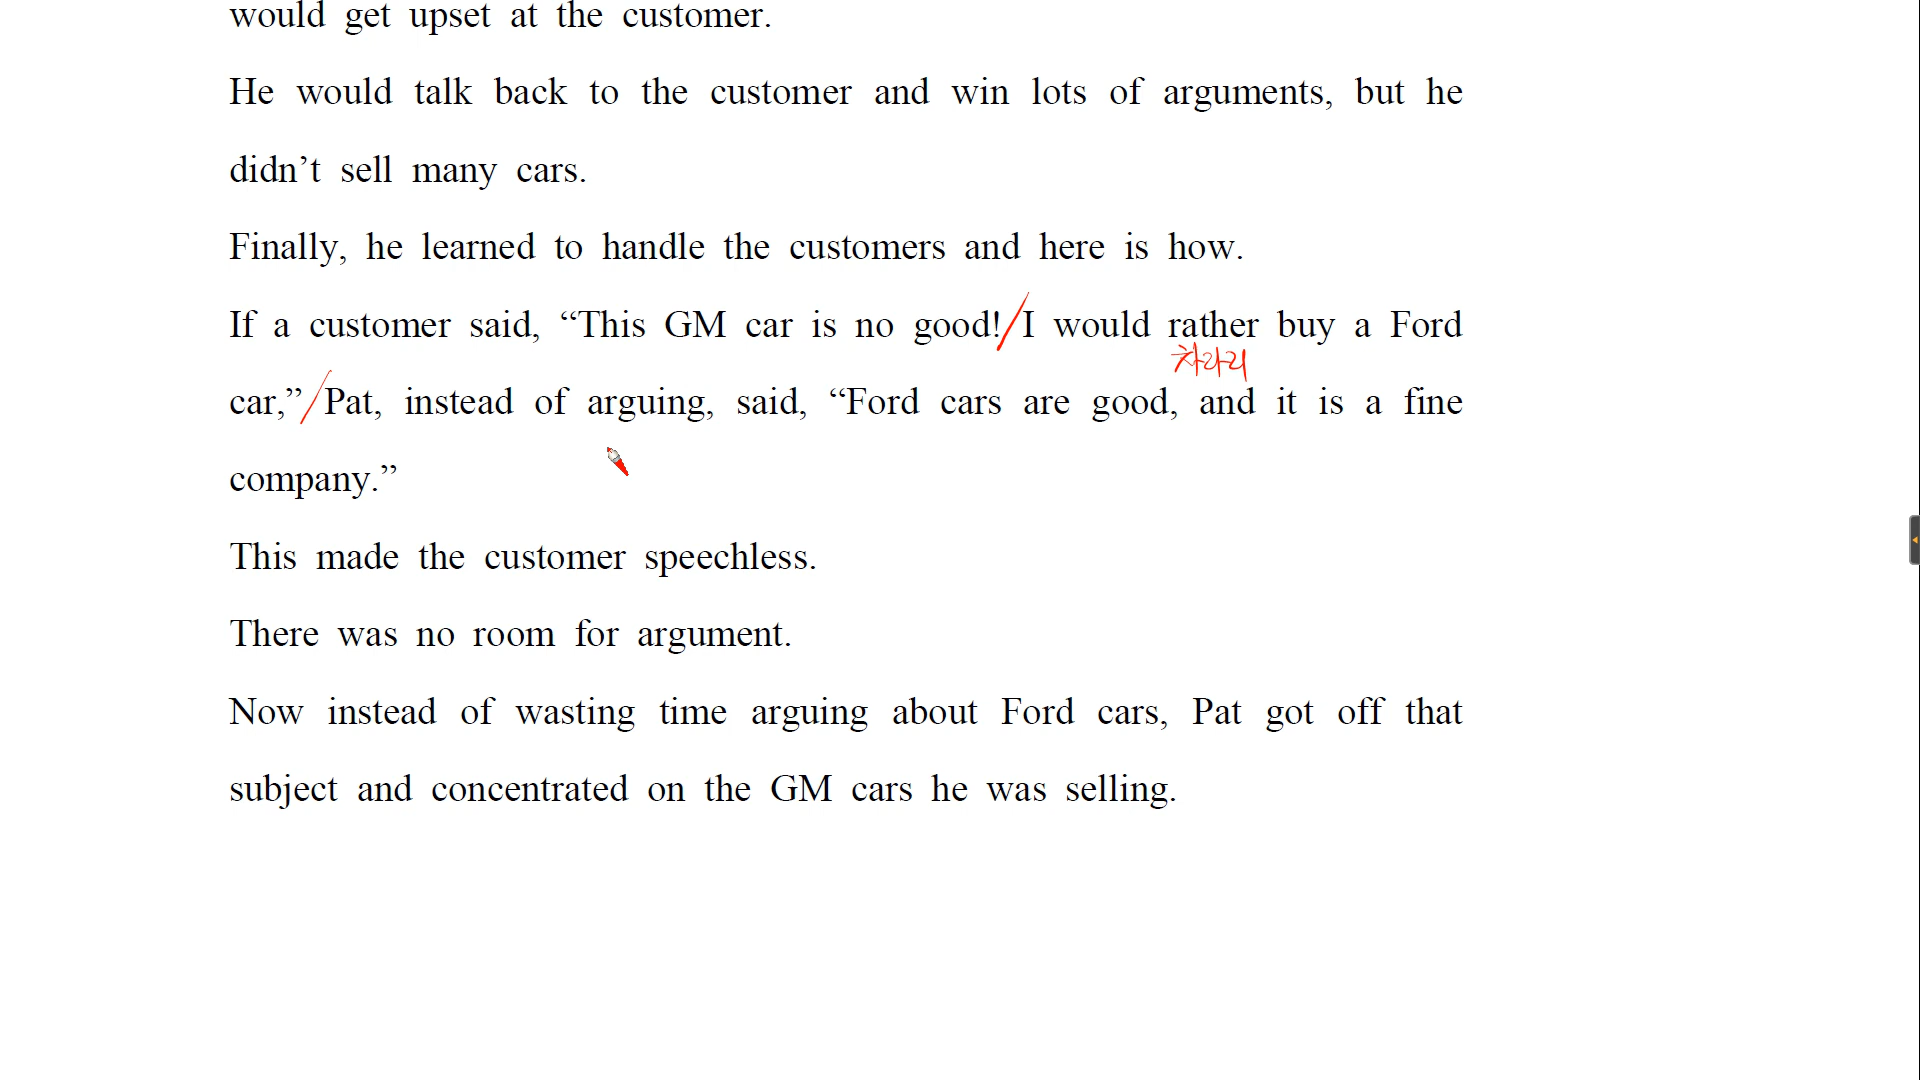 would get upset at the customer.
He would talk back to the customer and win lots of arguments, but he
didn’t sell many cars.
Finally, he learned to handle the customers and here is how.
If a customer said, “This GM car is no good! I would rather buy a Ford
차라리
car,” Pat, instead of arguing, said, “Ford cars are good, and it is a fine
company.”
This made the customer speechless.
There was no room for argument.
Now instead of wasting time arguing about Ford cars, Pat got off that
subject and concentrated on the GM cars he was selling.